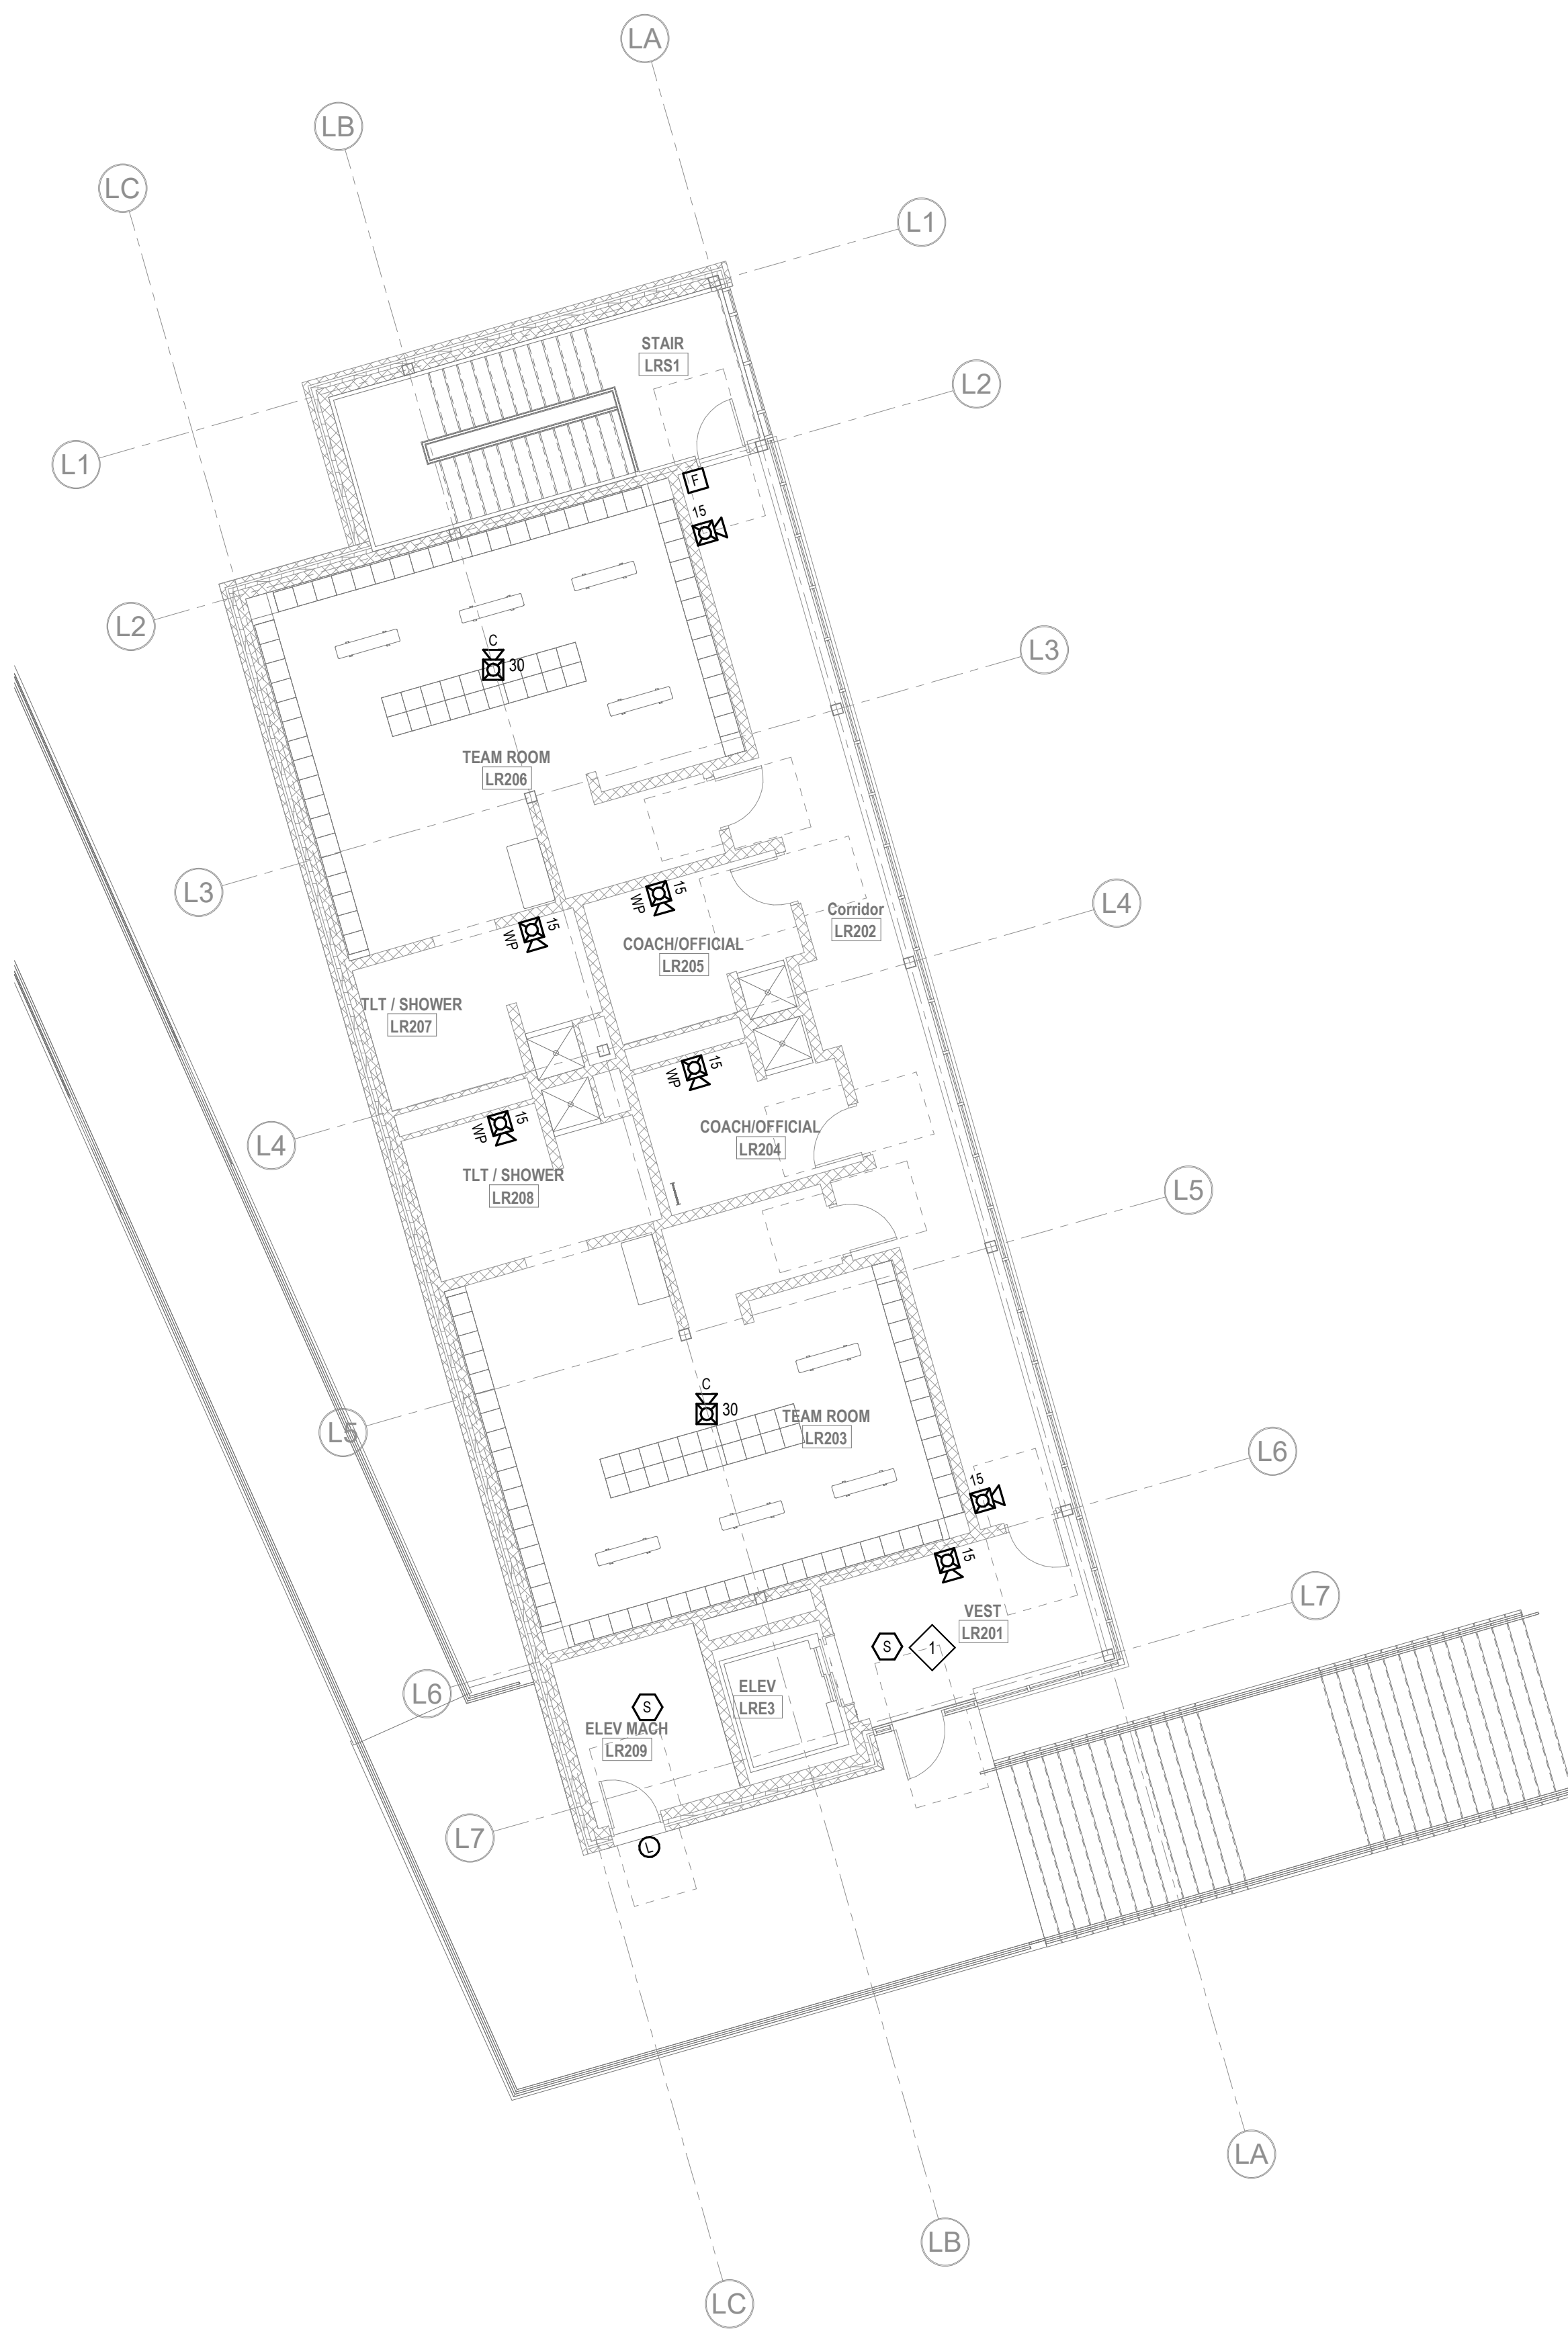 LA
LB
LC
L1
STAIR
LRS1
L2
L1
F
15
L2
C
30
L3
TEAM ROOM
LR206
L3
15
WP
15
WP
L4
Corridor
LR202
COACH/OFFICIAL
LR205
TLT / SHOWER
LR207
15
WP
15
WP
COACH/OFFICIAL
LR204
L4
TLT / SHOWER
LR208
L5
C
30
TEAM ROOM
LR203
L5
L6
15
15
L7
VEST
LR201
S
1
L6
ELEV
LRE3
S
ELEV MACH
LR209
L7
L
LA
LB
LC